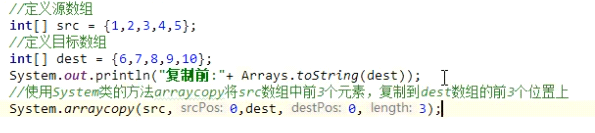 //定义源数组
int[] src = {1,2,3,4,5};
//定义目标数组
int[] dest = {6,7,8,9,10};
System.out.println("复制前:"+ Arrays.toString(dest));
//使用System类的方法arraycopy将src数组中前3个元素，复制到dest数组的前3个位置上
System.arraycopy(src, srcPos: 0,dest, destPos: 0, length: 3);